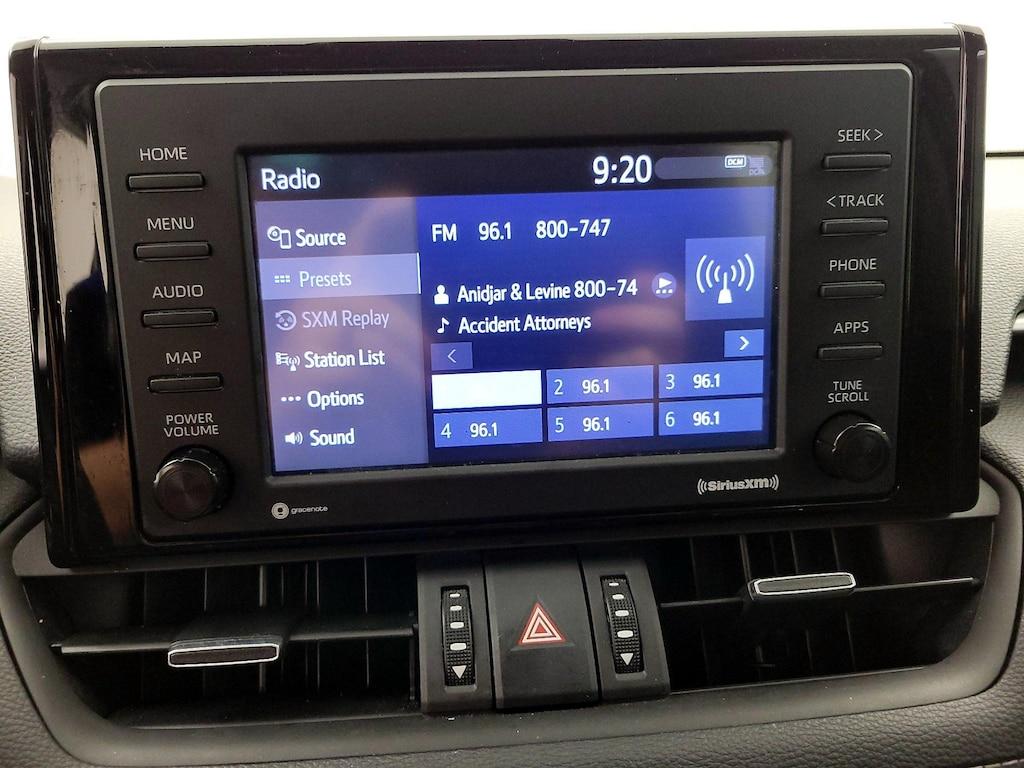 HOME
MENU
AUDIO
MAP
POWER
VOLUME
Radio
9:20
DCM
DCM
Source
Presets
SXM Replay
Station List
Options
Sound
FM 96.1 800-747
Anidjar & Levine 800-74
Accident Attorneys
<
>
2 96.1
3 96.1
4 96.1
5 96.1
6 96.1
SEEK >
< TRACK
PHONE
APPS
TUNE
SCROLL
gracenote
((SiriusXM))